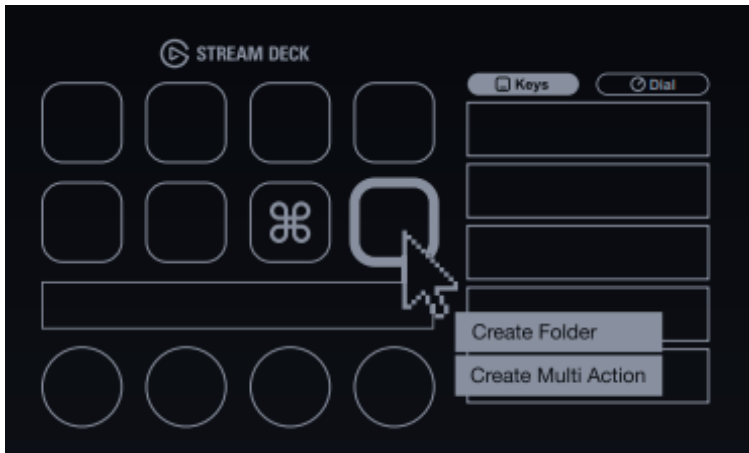 STREAM DECK
Keys
Dial
Create Folder
Create Multi Action